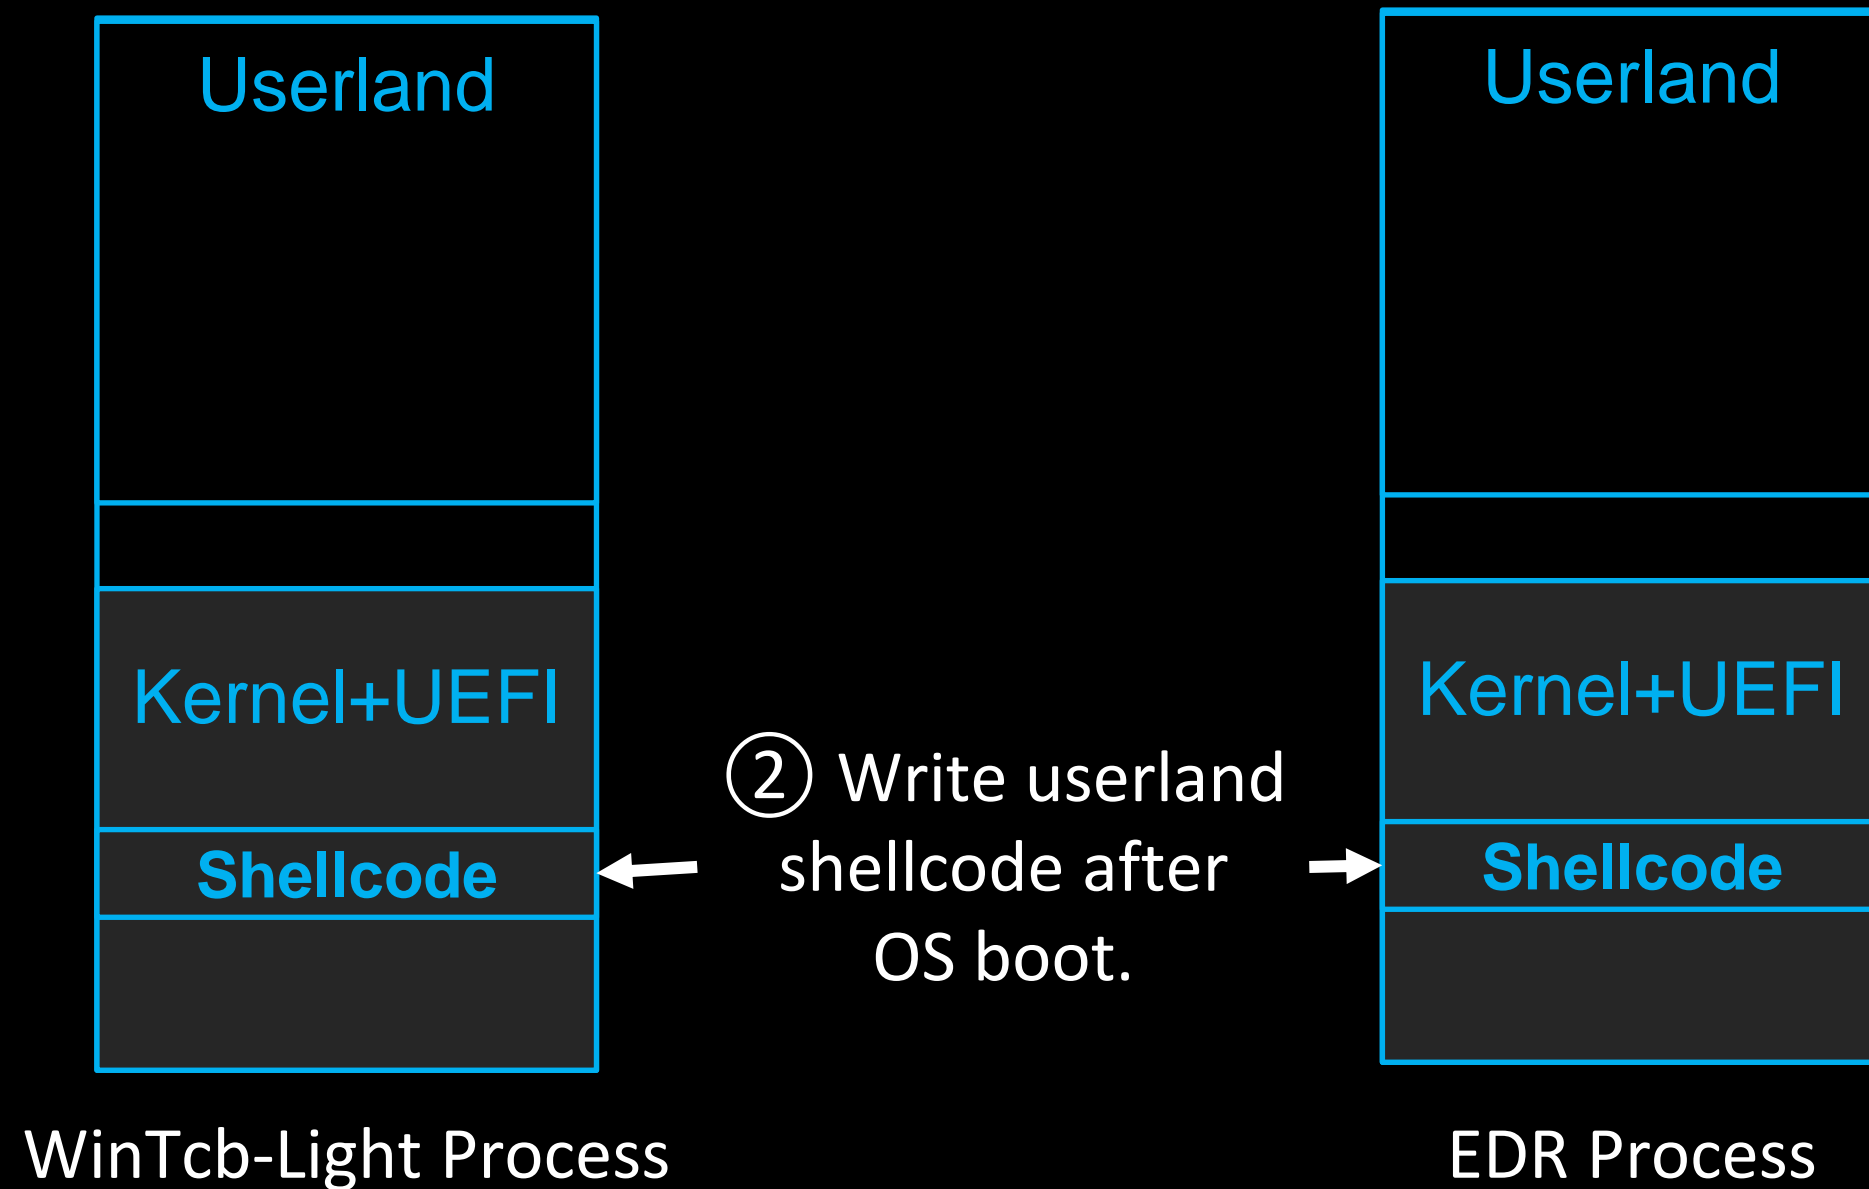 Userland
Userland
Kernel+UEFI
Kernel+UEFI
② Write userland
shellcode after
OS boot.
Shellcode
Shellcode
WinTcb-Light Process
EDR Process